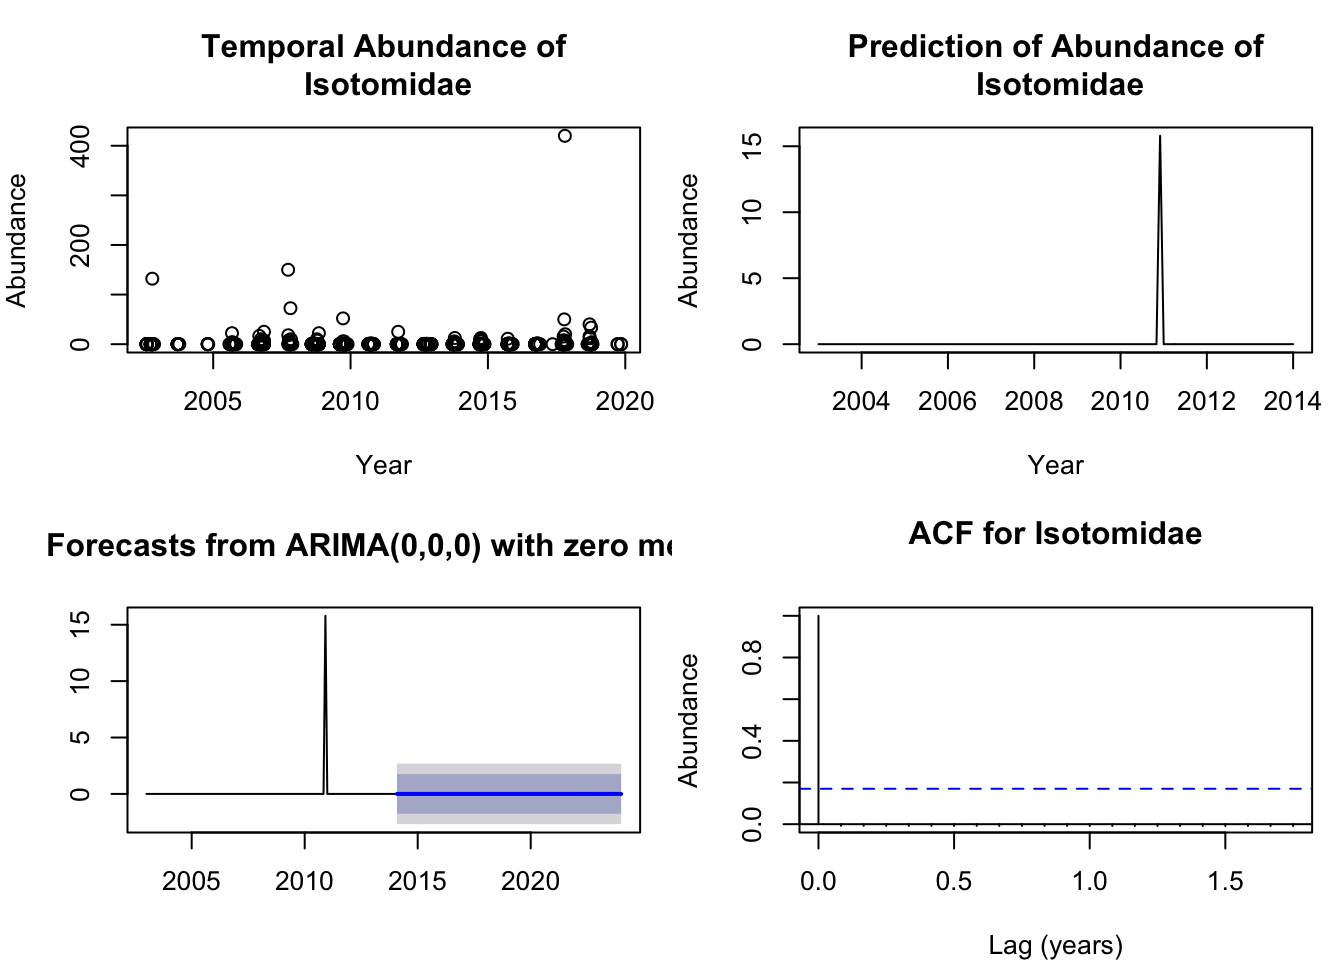 Temporal Abundance of
Isotomidae
Abundance
400
200
0
2005 2010 2015 2020
Year
Prediction of Abundance of
Isotomidae
Abundance
15
10
5
0
2004 2006 2008 2010 2012 2014
Year
Forecasts from ARIMA(0,0,0) with zero me
15
10
5
0
2005 2010 2015 2020
ACF for Isotomidae
Abundance
0.8
0.4
0.0
0.0 0.5 1.0 1.5
Lag (years)